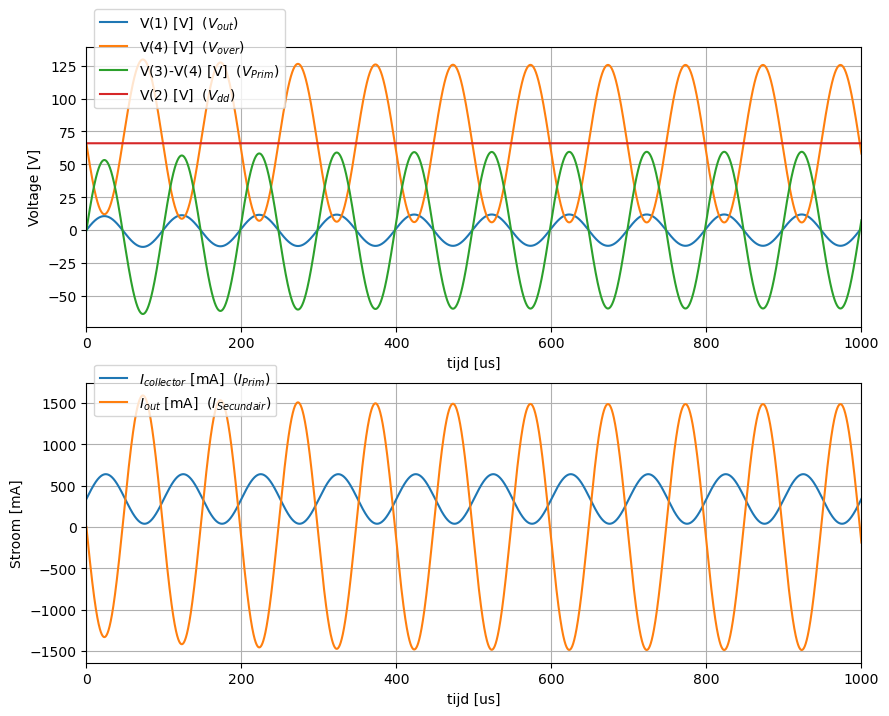 V(1) [V] (V_out)
V(4) [V] (V_over)
V(3)-V(4) [V] (V_Prim)
V(2) [V] (V_dd)
125
100
75
50
25
0
−25
−50
Voltage [V]
0 200 400 600 800 1000
tijd [us]
I_collector [mA] (I_Prim)
I_out [mA] (I_Secundair)
1500
1000
500
0
−500
−1000
−1500
Stroom [mA]
0 200 400 600 800 1000
tijd [us]